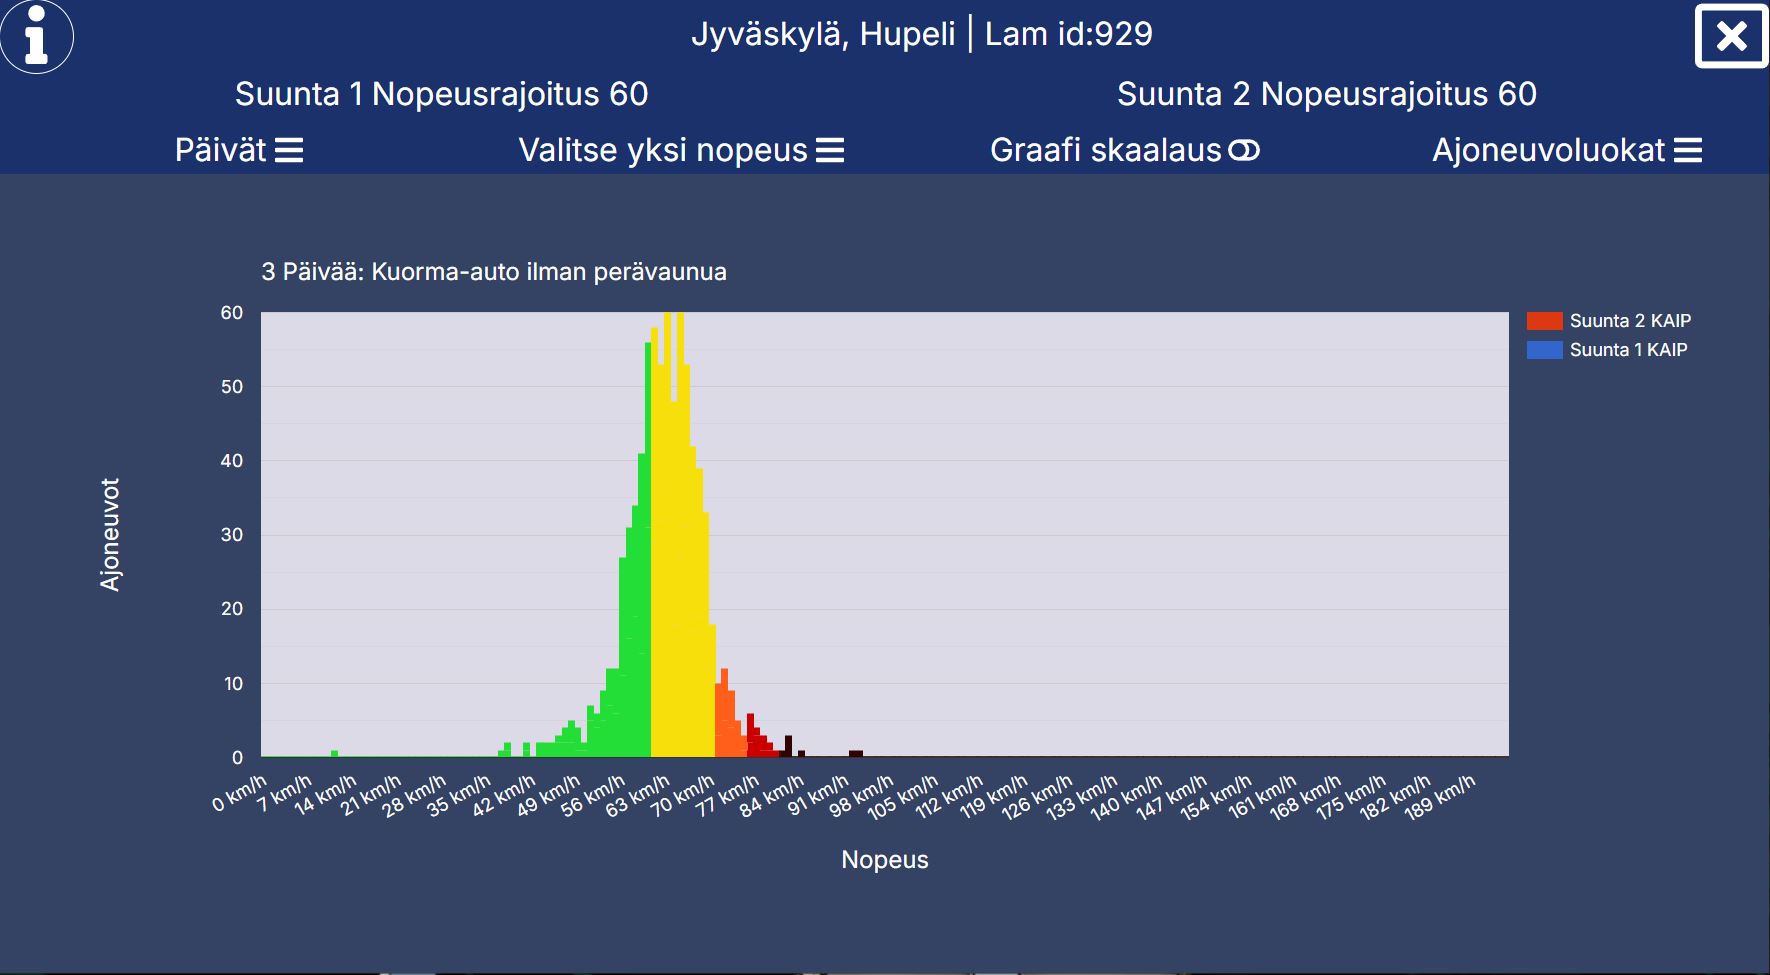 Jyväskylä, Hupeli | Lam id:929
Suunta 1 Nopeusrajoitus 60
Suunta 2 Nopeusrajoitus 60
Päivät
Valitse yksi nopeus
Graafi skaalaus
Ajoneuvoluokat
3 Päivää: Kuorma-auto ilman perävaunua
60
50
40
30
20
10
0
Ajoneuvot
Suunta 2 KAIP
Suunta 1 KAIP
0 km/h
7 km/h
14 km/h
21 km/h
28 km/h
35 km/h
42 km/h
49 km/h
56 km/h
63 km/h
70 km/h
77 km/h
84 km/h
91 km/h
98 km/h
105 km/h
112 km/h
119 km/h
126 km/h
133 km/h
140 km/h
147 km/h
154 km/h
161 km/h
168 km/h
175 km/h
182 km/h
189 km/h
Nopeus